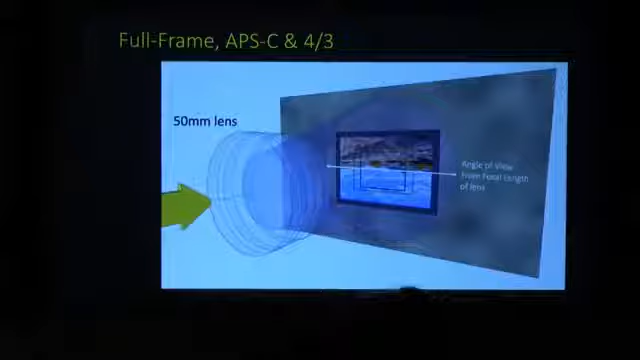 Full-Frame, APS-C & 4/3
50mm lens
Angle of View
From Focal Length
of lens